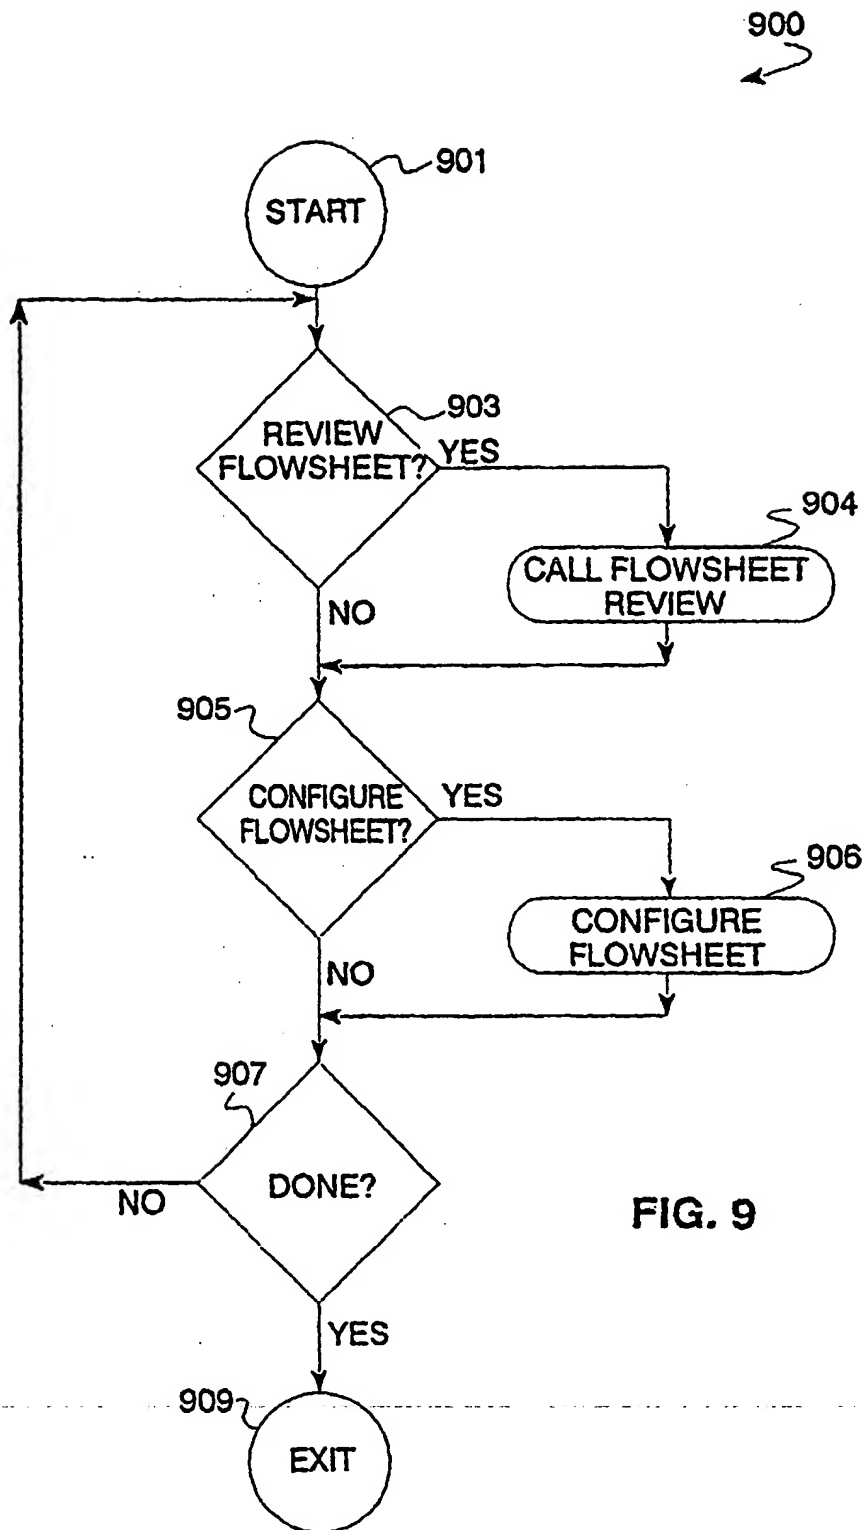 900
901
START
903
REVIEW
FLOWSHEET?
YES
904
CALL FLOWSHEET
REVIEW
NO
905
CONFIGURE
FLOWSHEET?
YES
906
CONFIGURE
FLOWSHEET
NO
907
DONE?
NO
FIG. 9
YES
909
EXIT